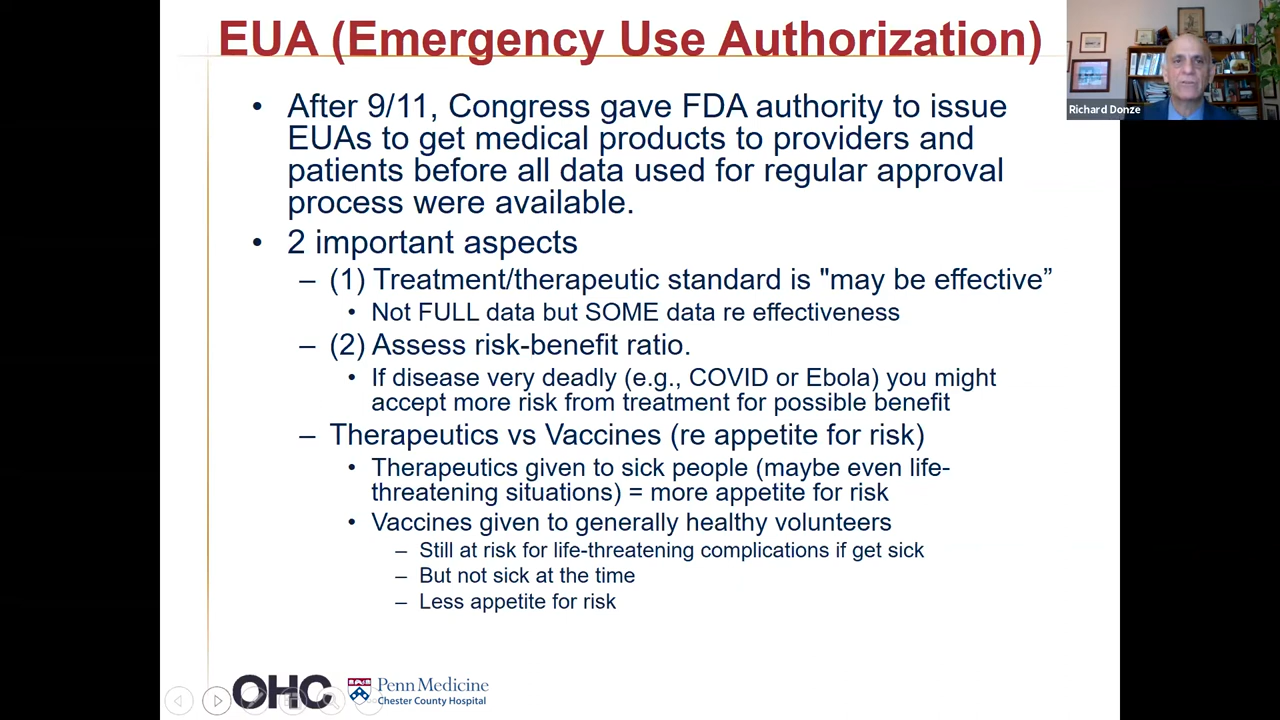 EUA (Emergency Use Authorization)
Richard Donze
• After 9/11, Congress gave FDA authority to issue
EUAs to get medical products to providers and
patients before all data used for regular approval
process were available.
• 2 important aspects
– (1) Treatment/therapeutic standard is "may be effective”
• Not FULL data but SOME data re effectiveness
– (2) Assess risk-benefit ratio.
• If disease very deadly (e.g., COVID or Ebola) you might
accept more risk from treatment for possible benefit
– Therapeutics vs Vaccines (re appetite for risk)
• Therapeutics given to sick people (maybe even life-
threatening situations) = more appetite for risk
• Vaccines given to generally healthy volunteers
– Still at risk for life-threatening complications if get sick
– But not sick at the time
– Less appetite for risk
OHC
Penn Medicine
Chester County Hospital